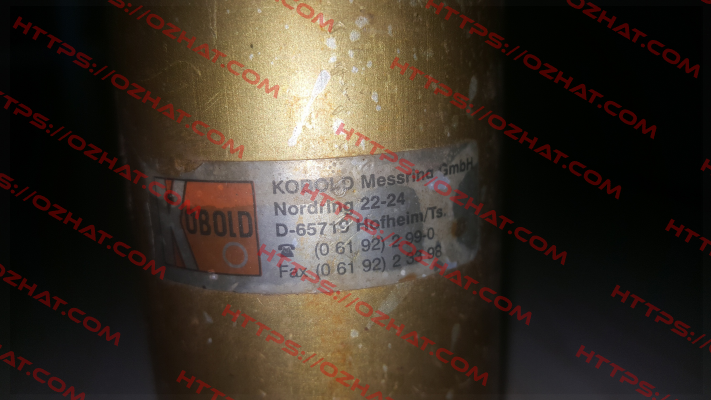 KOBOLD
KOBOLD Messring GmbH
Nordring 22-24
D-65719 Hofheim/Ts.
☎ (0 61 92) 2 99-0
Fax (0 61 92) 2 33 98
HTTPS://OZHAT.COM